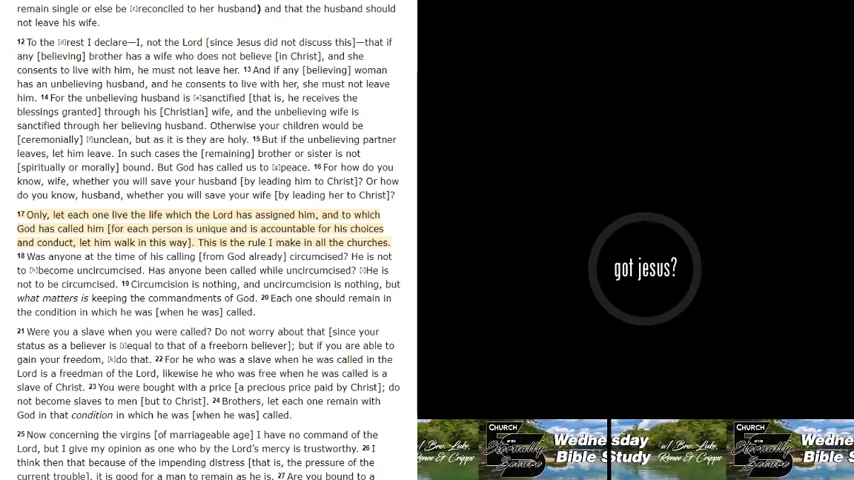 remain single or else be [c]reconciled to her husband) and that the husband should
not leave his wife.
12 To the [d]rest I declare—I, not the Lord [since Jesus did not discuss this]—that if
any [believing] brother has a wife who does not believe [in Christ], and she
consents to live with him, he must not leave her. 13 And if any [believing] woman
has an unbelieving husband, and he consents to live with her, she must not leave
him. 14 For the unbelieving husband is [e]sanctified [that is, he receives the
blessings granted] through his [Christian] wife, and the unbelieving wife is
sanctified through her believing husband. Otherwise your children would be
[ceremonially] [f]unclean, but as it is they are holy. 15 But if the unbelieving partner
leaves, let him leave. In such cases the [remaining] brother or sister is not
[spiritually or morally] bound. But God has called us to [g]peace. 16 For how do you
know, wife, whether you will save your husband [by leading him to Christ]? Or how
do you know, husband, whether you will save your wife [by leading her to Christ]?
17 Only, let each one live the life which the Lord has assigned him, and to which
God has called him [for each person is unique and is accountable for his choices
and conduct, let him walk in this way]. This is the rule I make in all the churches.
18 Was anyone at the time of his calling [from God already] circumcised? He is not
to [h]become uncircumcised. Has anyone been called while uncircumcised? [i]He is
not to be circumcised. 19 Circumcision is nothing, and uncircumcision is nothing, but
what matters is keeping the commandments of God. 20 Each one should remain in
the condition in which he was [when he was] called.
21 Were you a slave when you were called? Do not worry about that [since your
status as a believer is [j]equal to that of a freeborn believer]; but if you are able to
gain your freedom, [k]do that. 22 For he who was a slave when he was called in the
Lord is a freedman of the Lord, likewise he who was free when he was called is a
slave of Christ. 23 You were bought with a price [a precious price paid by Christ]; do
not become slaves to men [but to Christ]. 24 Brothers, let each one remain with
God in that condition in which he was [when he was] called.
25 Now concerning the virgins [of marriageable age] I have no command of the
Lord, but I give my opinion as one who by the Lord's mercy is trustworthy. 26 I
think then that because of the impending distress [that is, the pressure of the
current trouble], it is good for a man to remain as he is. 27 Are you bound to a
got jesus?
w/ Bro. Luke,
Renee & Cripps
CHURCH
of the
Eternally
Secure
Wednesday
Bible Study
w/ Bro. Luke,
Renee & Cripps
CHURCH
of the
Eternally
Secure
Wednes
Bible S